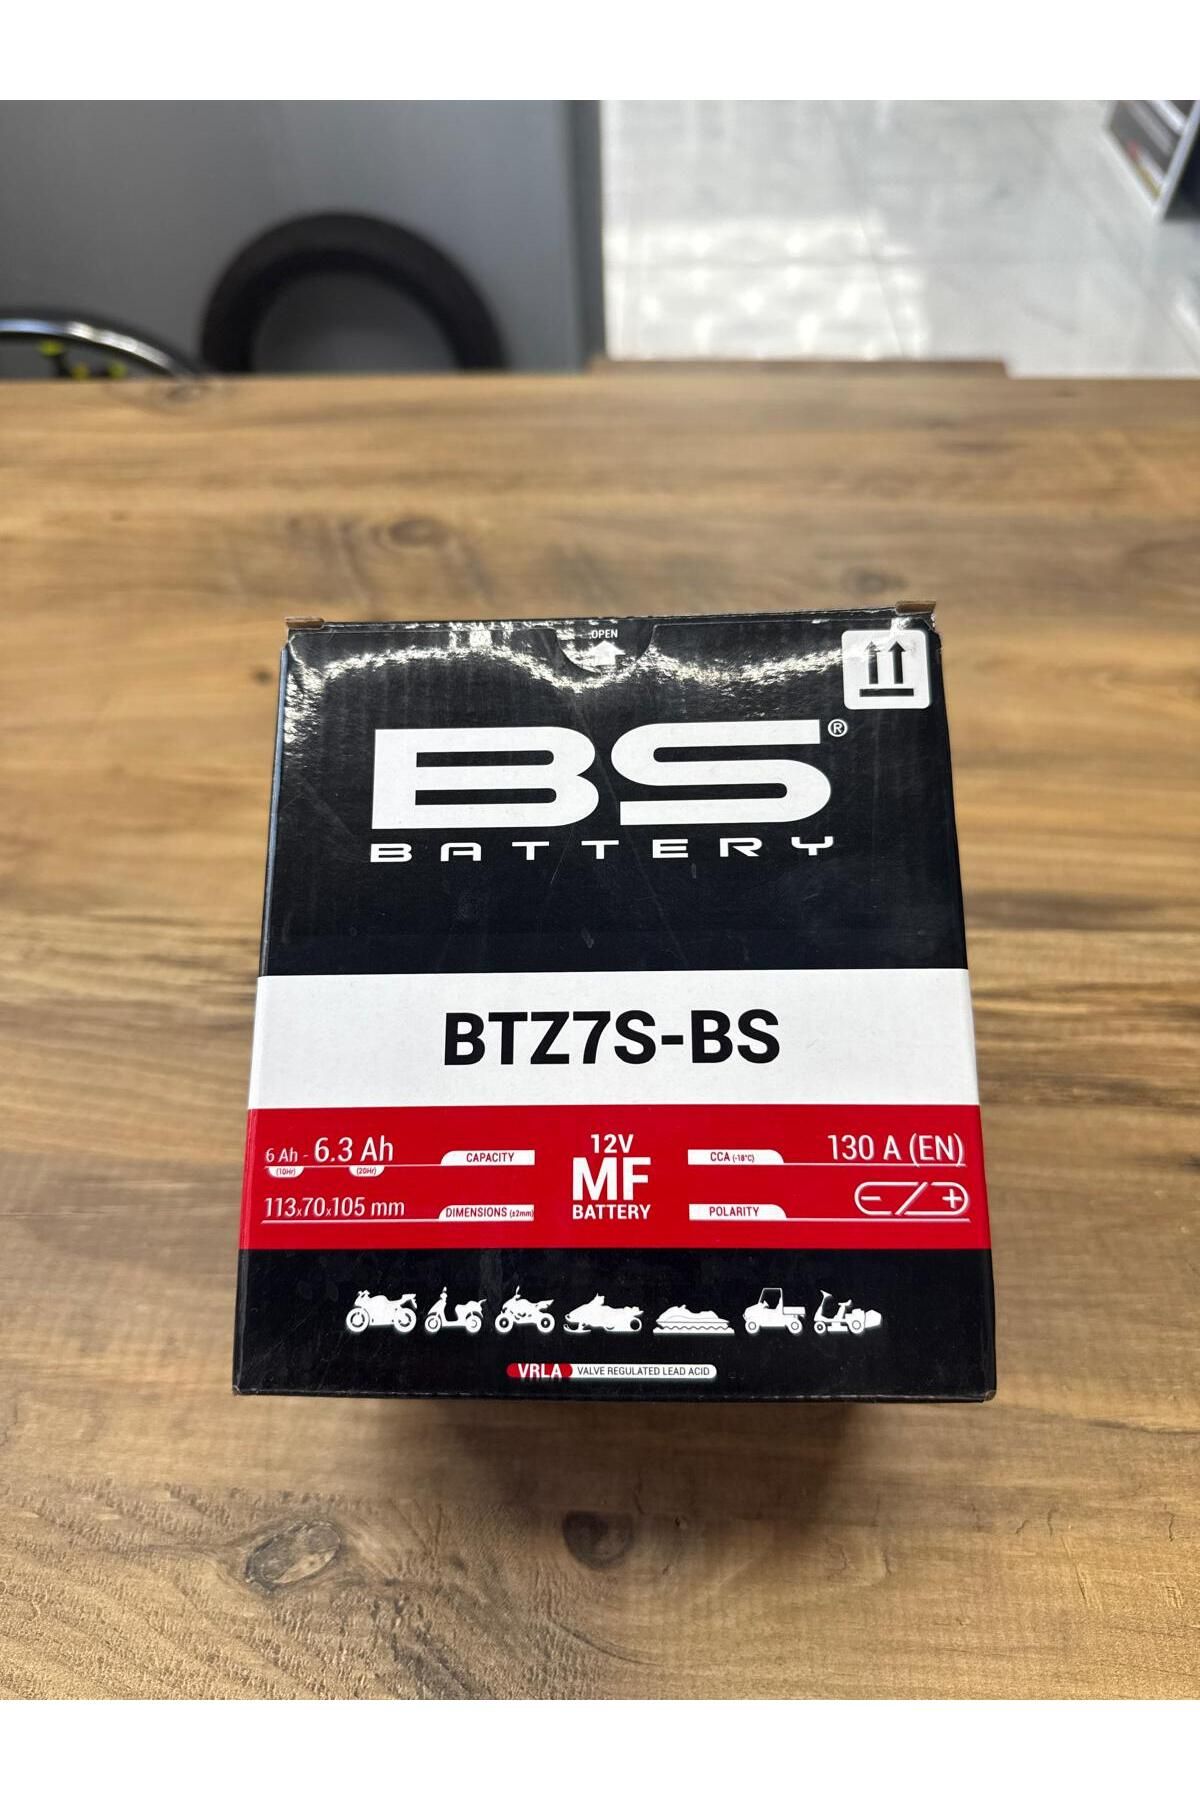 OPEN
BS®
BATTERY
BTZ7S-BS
6 Ah - 6.3 Ah CAPACITY
(10Hr) (20Hr)
113x70x105 mm DIMENSIONS (±2mm)
12V
MF
BATTERY
CCA (-18°C) 130 A (EN)
POLARITY - +
VRLA VALVE REGULATED LEAD ACID